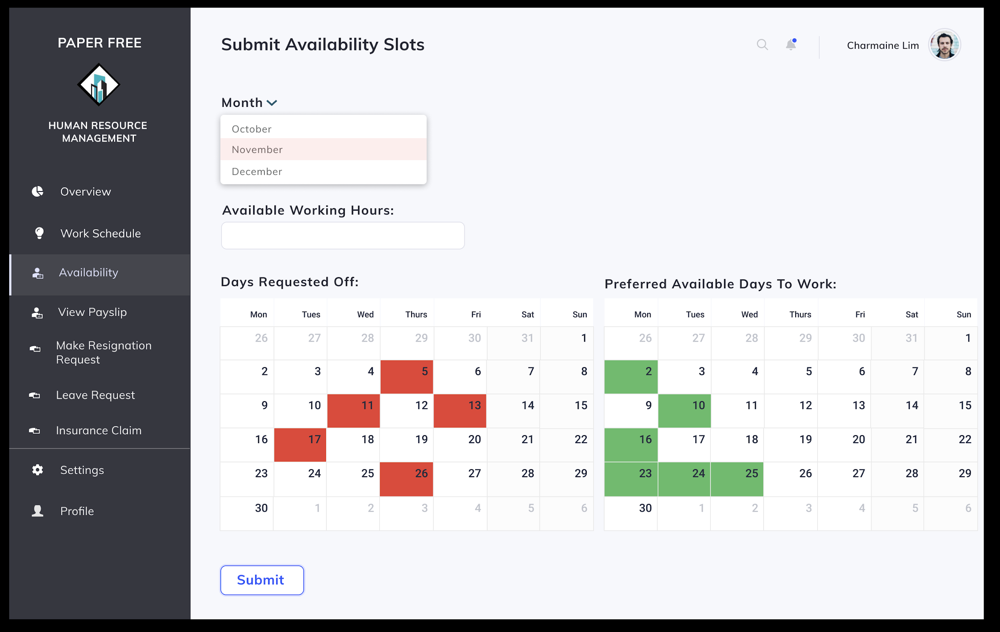 PAPER FREE
HUMAN RESOURCE
MANAGEMENT
Overview
Work Schedule
Availability
View Payslip
Make Resignation
Request
Leave Request
Insurance Claim
Settings
Profile
Submit Availability Slots
Charmaine Lim
Month
October
November
December
Available Working Hours:
Days Requested Off:
Mon Tues Wed Thurs Fri Sat Sun
26 27 28 29 30 31 1
2 3 4 5 6 7 8
9 10 11 12 13 14 15
16 17 18 19 20 21 22
23 24 25 26 27 28 29
30 1 2 3 4 5 6
Preferred Available Days To Work:
Mon Tues Wed Thurs Fri Sat Sun
26 27 28 29 30 31 1
2 3 4 5 6 7 8
9 10 11 12 13 14 15
16 17 18 19 20 21 22
23 24 25 26 27 28 29
30 1 2 3 4 5 6
Submit